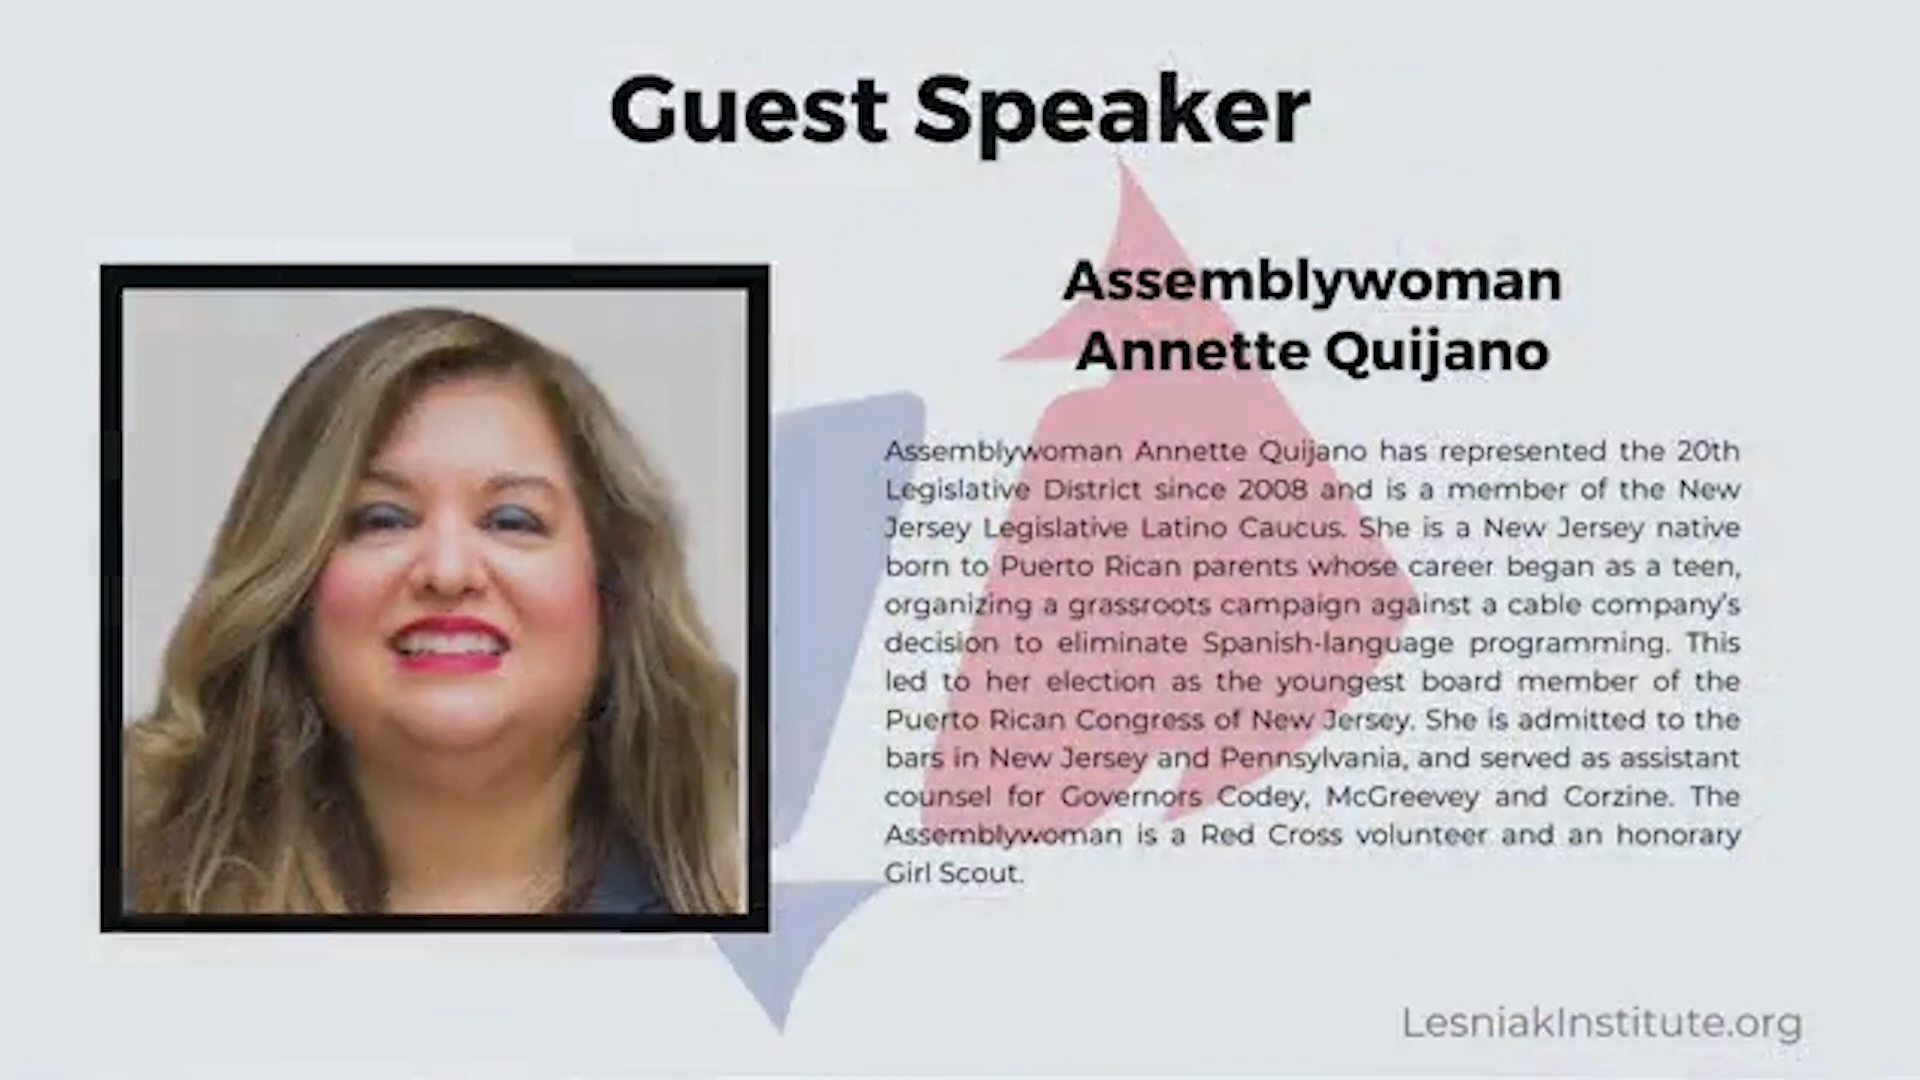 Guest Speaker
Assemblywoman
Annette Quijano
Assemblywoman Annette Quijano has represented the 20th
Legislative District since 2008 and is a member of the New
Jersey Legislative Latino Caucus. She is a New Jersey native
born to Puerto Rican parents whose career began as a teen,
organizing a grassroots campaign against a cable company's
decision to eliminate Spanish-language programming. This
led to her election as the youngest board member of the
Puerto Rican Congress of New Jersey. She is admitted to the
bars in New Jersey and Pennsylvania, and served as assistant
counsel for Governors Codey, McGreevey and Corzine. The
Assemblywoman is a Red Cross volunteer and an honorary
Girl Scout.
LesniakInstitute.org